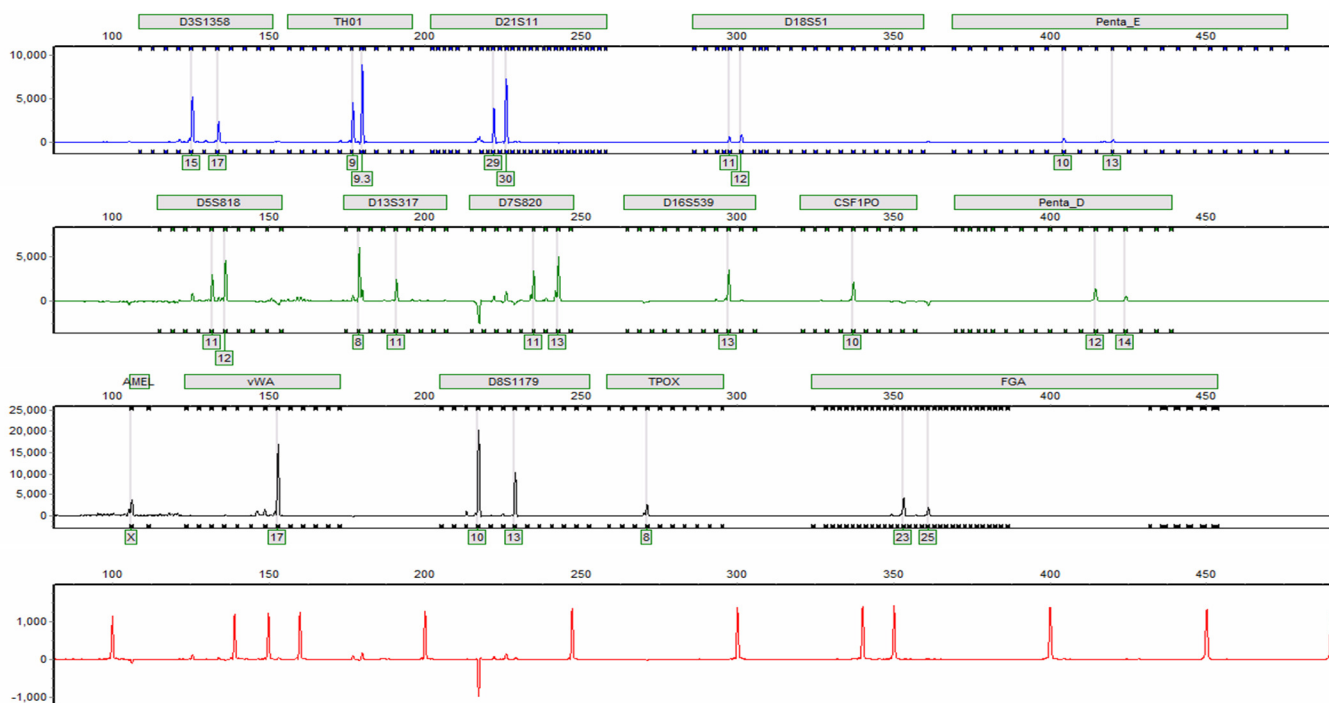 D3S1358 TH01 D21S11 D18S51 Penta_E
100 150 200 250 300 350 400 450
10,000
5,000
0
15 17 9 29 11 10 13
9.3 30 12
D5S818 D13S317 D7S820 D16S539 CSF1PO Penta_D
100 150 200 250 300 350 400 450
5,000
0
11 8 11 11 13 13 10 12 14
12
AMEL vWA D8S1179 TPOX FGA
100 150 200 250 300 350 400 450
25,000
20,000
15,000
10,000
5,000
0
X 17 10 13 8 23 25
100 150 200 250 300 350 400 450
1,000
0
-1,000